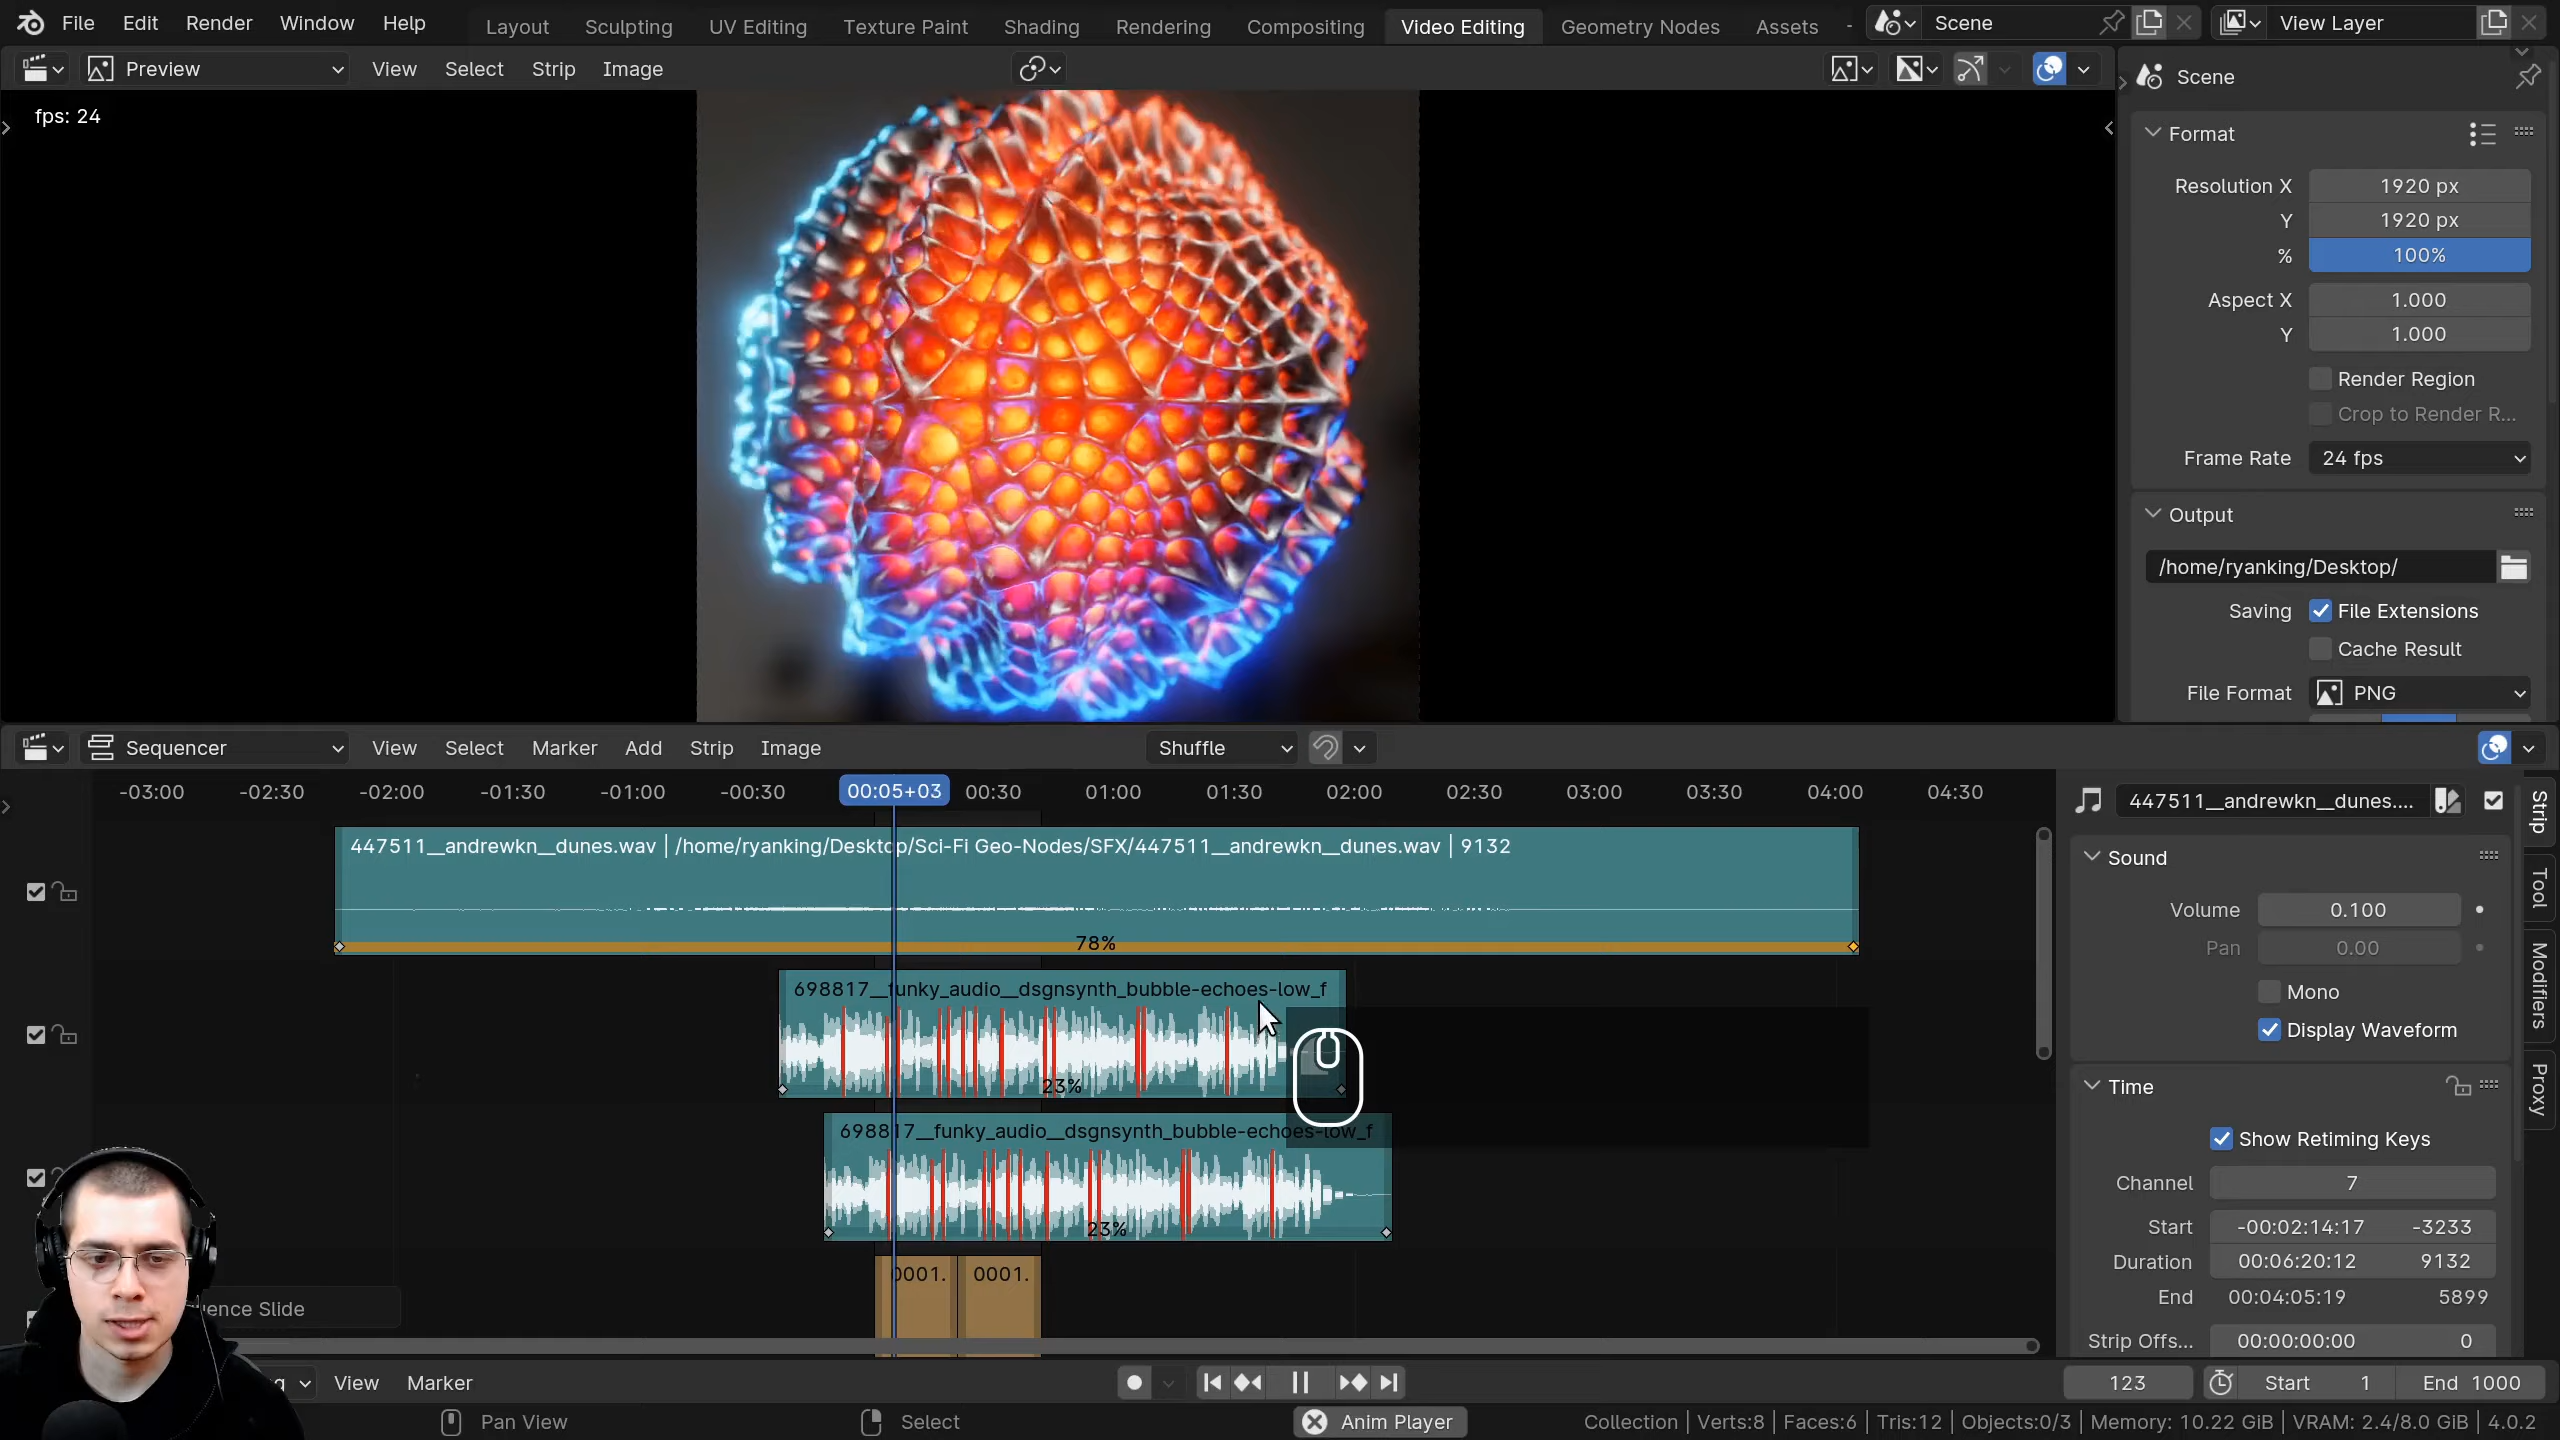 File Edit Render Window Help Layout Sculpting UV Editing Texture Paint Shading Rendering Compositing Video Editing Geometry Nodes Assets Scene View Layer
Preview View Select Strip Image
fps: 24
Scene
Format
Resolution X 1920 px
Y 1920 px
% 100%
Aspect X 1.000
Y 1.000
Render Region
Crop to Render R...
Frame Rate 24 fps
Output
/home/ryanking/Desktop/
Saving File Extensions
Cache Result
File Format PNG
Sequencer View Select Marker Add Strip Image Shuffle
-03:00 -02:30 -02:00 -01:30 -01:00 -00:30 00:05+03 00:30 01:00 01:30 02:00 02:30 03:00 03:30 04:00 04:30
447511__andrewkn__dunes.wav | /home/ryanking/Desktop/Sci-Fi Geo-Nodes/SFX/447511__andrewkn__dunes.wav | 9132
78%
698817__funky_audio__dsgnsynth_bubble-echoes-low_f
23%
698817__funky_audio__dsgnsynth_bubble-echoes-low_f
23%
0001. 0001.
ence Slide
447511__andrewkn__dunes....
Sound
Volume 0.100
Pan 0.00
Mono
Display Waveform
Time
Show Retiming Keys
Channel 7
Start -00:02:14:17 -3233
Duration 00:06:20:12 9132
End 00:04:05:19 5899
Strip Offs... 00:00:00:00 0
Strip
Tool
Modifiers
Proxy
View Marker 123 Start 1 End 1000
Pan View Select Anim Player Collection | Verts:8 | Faces:6 | Tris:12 | Objects:0/3 | Memory: 10.22 GiB | VRAM: 2.4/8.0 GiB | 4.0.2